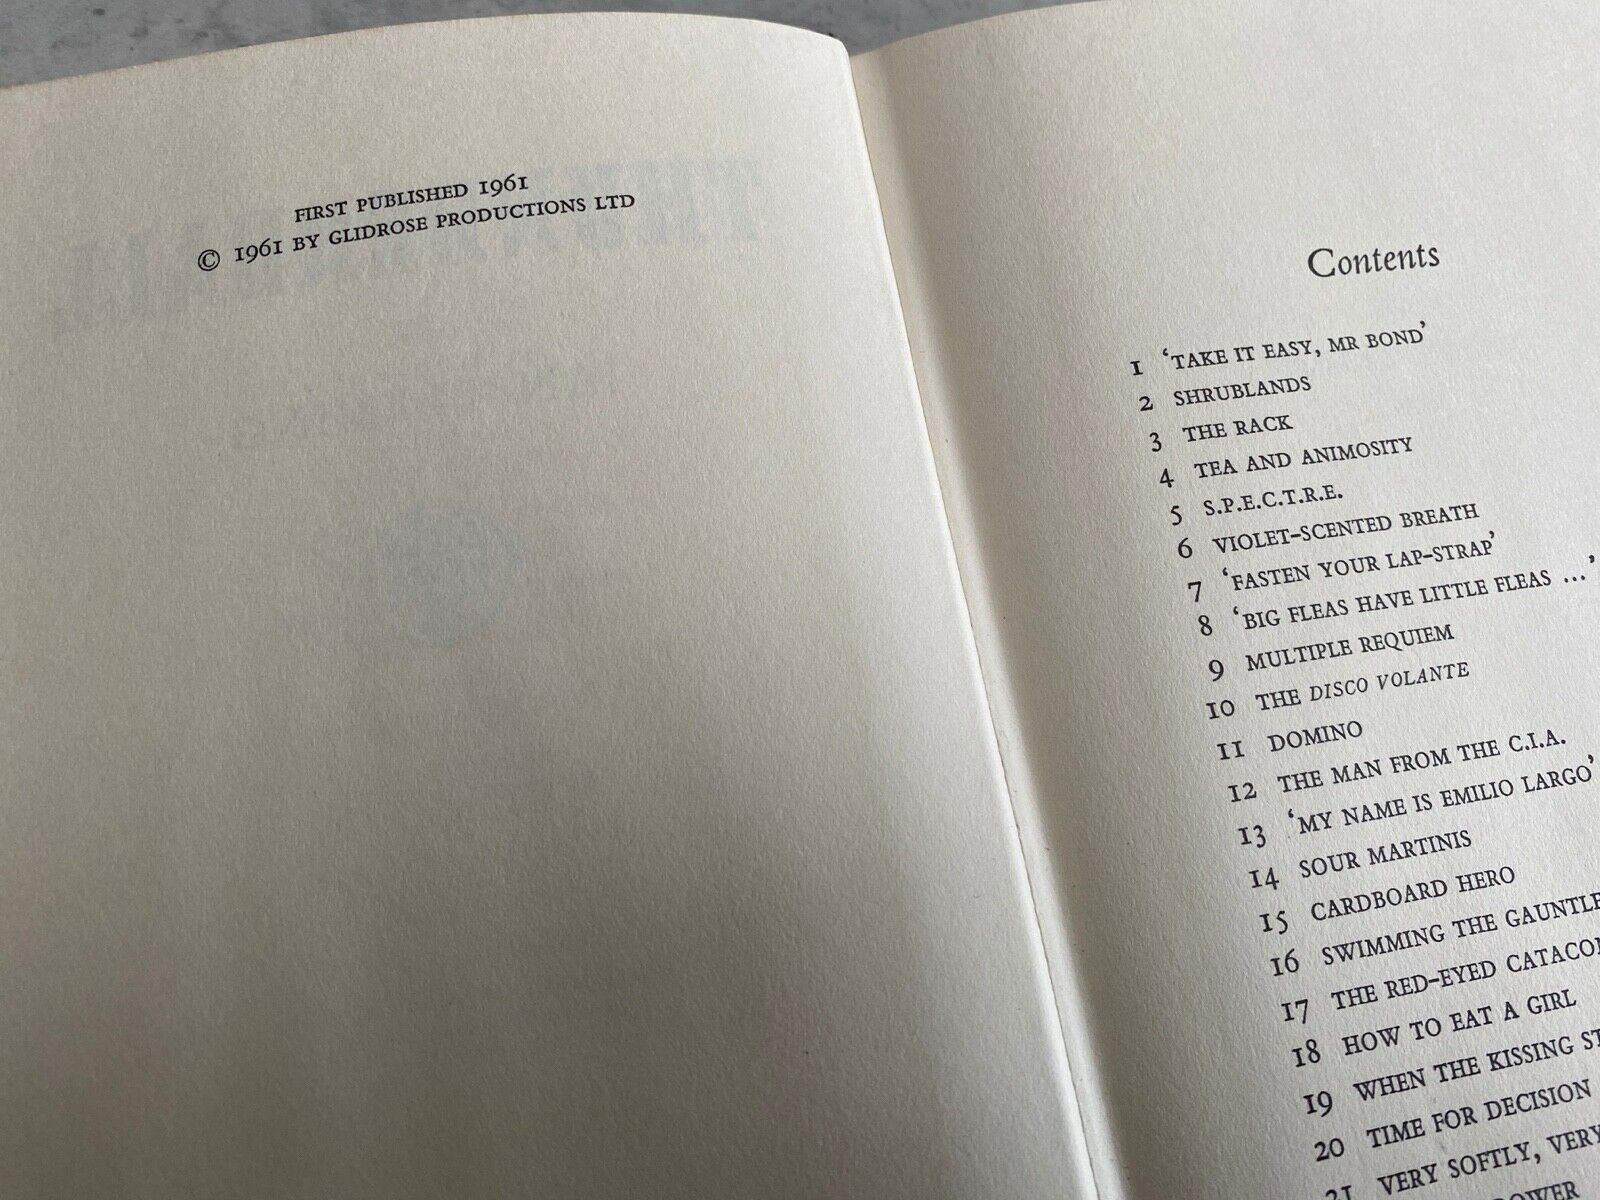 FIRST PUBLISHED 1961
© 1961 BY GLIDROSE PRODUCTIONS LTD
Contents
1 ‘TAKE IT EASY, MR BOND’
2 SHRUBLANDS
3 THE RACK
4 TEA AND ANIMOSITY
5 S.P.E.C.T.R.E.
6 VIOLET-SCENTED BREATH
7 ‘FASTEN YOUR LAP-STRAP’
8 ‘BIG FLEAS HAVE LITTLE FLEAS ...’
9 MULTIPLE REQUIEM
10 THE DISCO VOLANTE
11 DOMINO
12 THE MAN FROM THE C.I.A.
13 ‘MY NAME IS EMILIO LARGO’
14 SOUR MARTINIS
15 CARDBOARD HERO
16 SWIMMING THE
17 THE RED-EYED
18 HOW TO EAT A GIRL
19 WHEN THE KISSING
20 TIME FOR DECISION
21 VERY SOFTLY, VERY